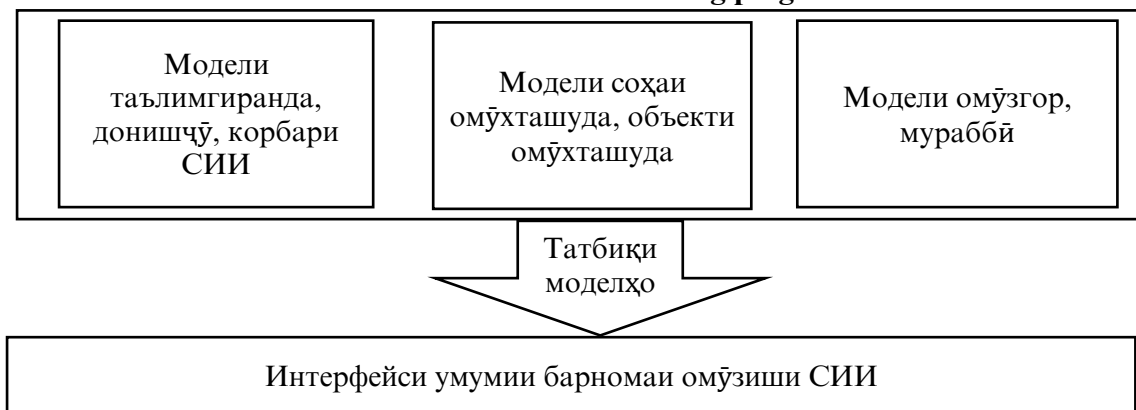 Модели
таълимгиранда,
донишҷӯ, корбари
СИИ
Модели соҳаи
омӯхташуда, объекти
омӯхташуда
Модели омӯзгор,
мураббӣ
Татбиқи
моделҳо
Интерфейси умумии барномаи омӯзиши СИИ